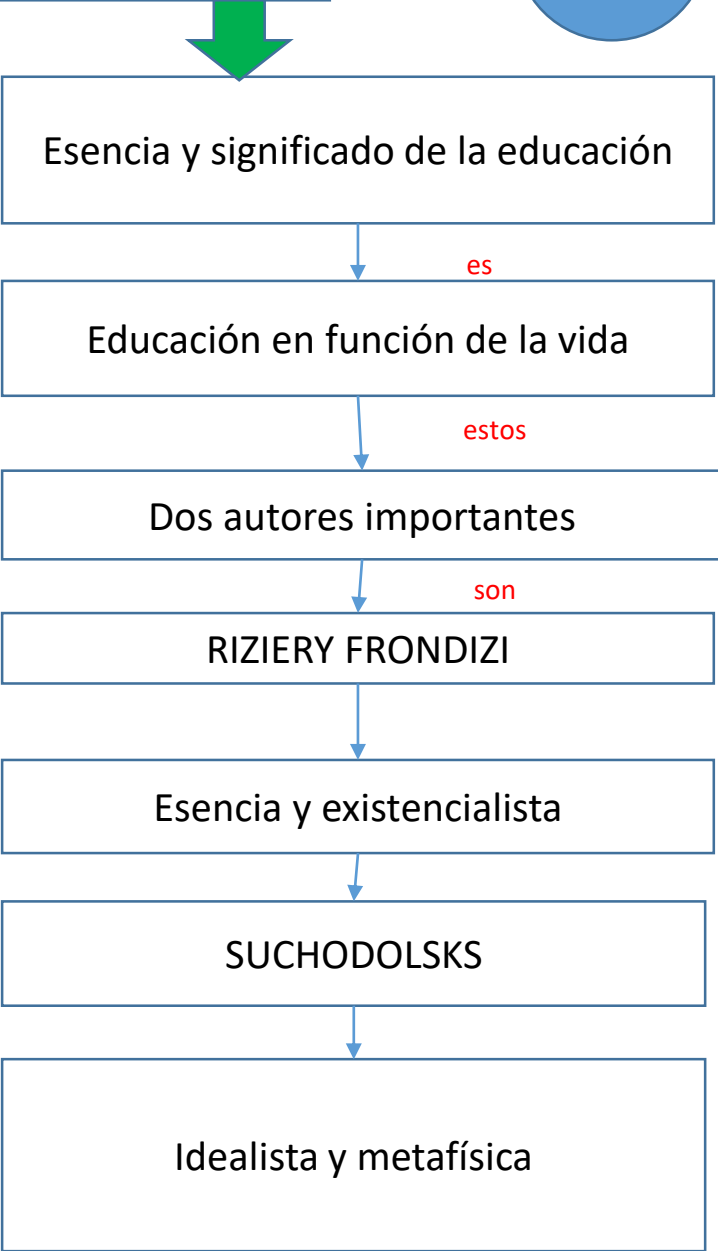 Esencia y significado de la educación
es
Educación en función de la vida
estos
Dos autores importantes
son
RIZIERY FRONDIZI
Esencia y existencialista
SUCHODOLSKS
Idealista y metafísica